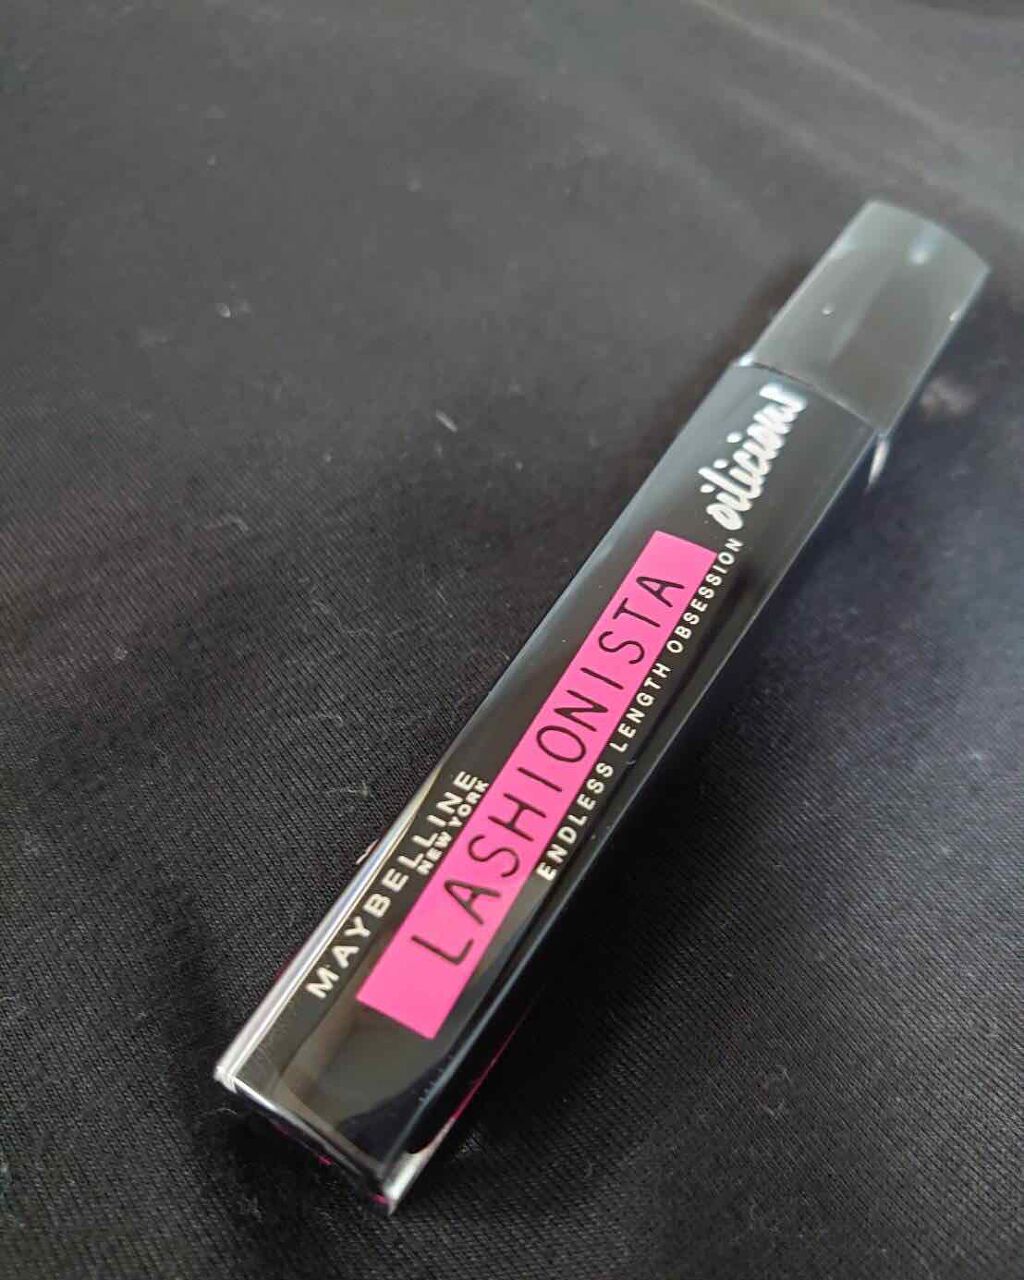 MAYBELLINE
NEW YORK
LASHIONISTA
ENDLESS LENGTH OBSESSION
oilicious!